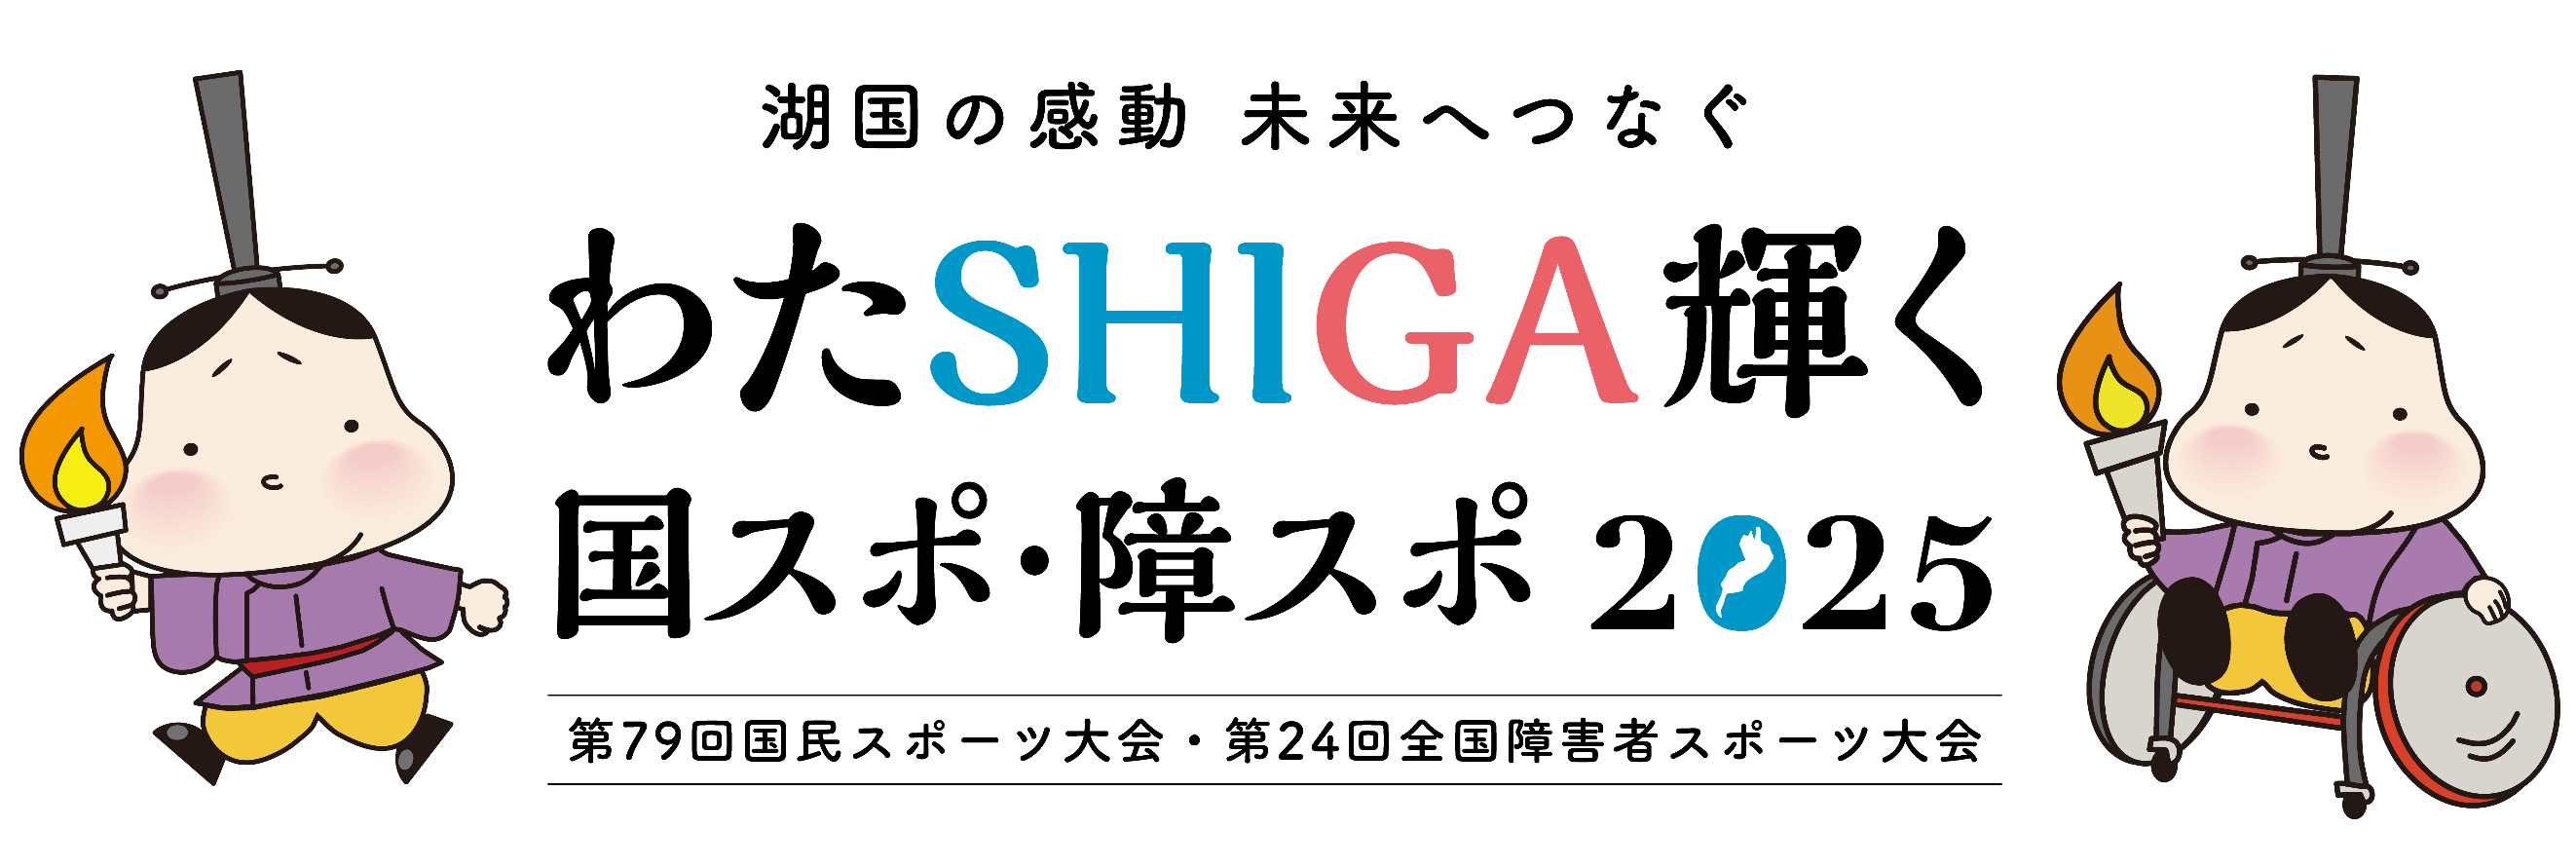 湖国の感動 未来へつなぐ
わたSHIGA輝く
国スポ・障スポ 2025
第79回国民スポーツ大会・第24回全国障害者スポーツ大会